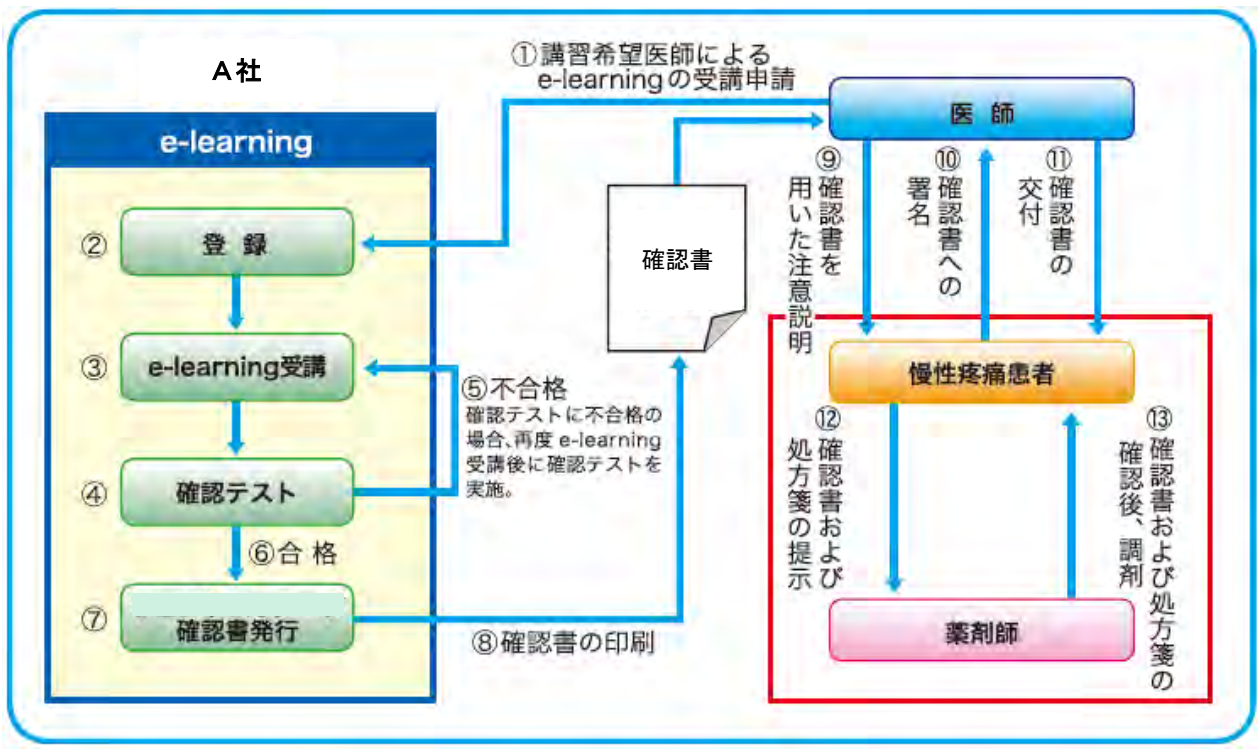 A社
e-learning
①講習希望医師による
e-learningの受講申請
② 登 録
③ e-learning受講
④ 確認テスト
⑤不合格
確認テストに不合格の
場合、再度 e-learning
受講後に確認テストを
実施。
⑥合 格
⑦ 確認書発行
⑧確認書の印刷
確認書
医 師
⑨確認書を
用いた注意説明
⑩確認書への
署名
⑪確認書の
交付
慢性疼痛患者
⑫確認書および
処方箋の提示
⑬確認書および処方箋の
確認後、調剤
薬剤師